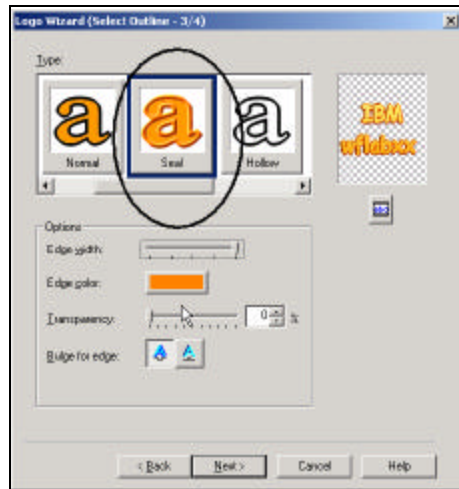 Logo Wizard (Select Outline - 3/4)
Type:
a a a
Normal Seal Hollow
IBM
wflabxx
Options
Edge width:
Edge color:
Transparency: 0 %
Bulge for edge:
< Back Next > Cancel Help